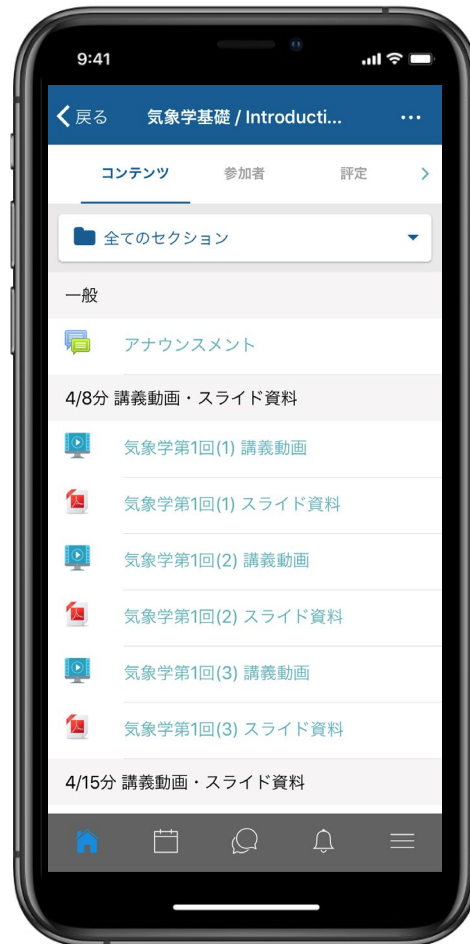 9:41
戻る 気象学基礎 / Introducti...
コンテンツ 参加者 評定
全てのセクション
一般
アナウンスメント
4/8分 講義動画・スライド資料
気象学第1回(1) 講義動画
気象学第1回(1) スライド資料
気象学第1回(2) 講義動画
気象学第1回(2) スライド資料
気象学第1回(3) 講義動画
気象学第1回(3) スライド資料
4/15分 講義動画・スライド資料